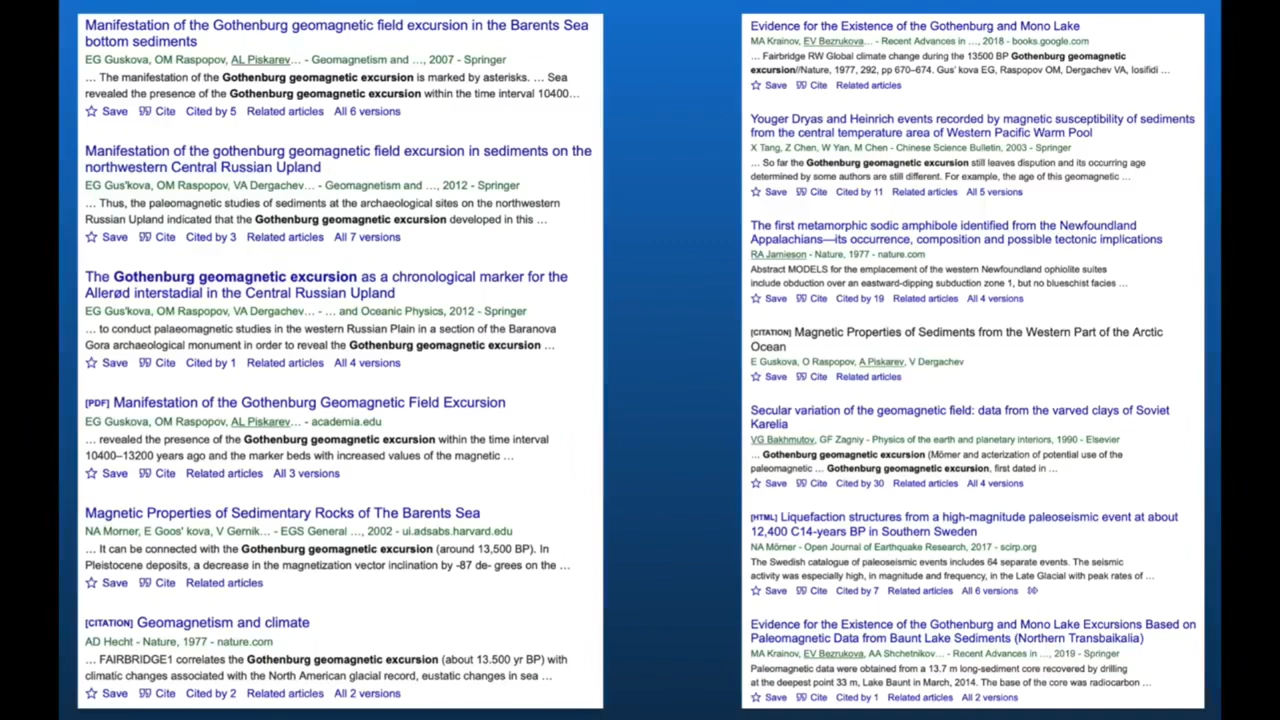 Manifestation of the Gothenburg geomagnetic field excursion in the Barents Sea
bottom sediments
EG Guskova, OM Raspopov, AL Piskarev… - Geomagnetism and …, 2007 - Springer
… The manifestation of the Gothenburg geomagnetic excursion is marked by asterisks. … Sea
revealed the presence of the Gothenburg geomagnetic excursion within the time interval 10400…
Save Cite Cited by 5 Related articles All 6 versions
Manifestation of the gothenburg geomagnetic field excursion in sediments on the
northwestern Central Russian Upland
EG Gus'kova, OM Raspopov, VA Dergachev… - Geomagnetism and …, 2012 - Springer
… Thus, the paleomagnetic studies of sediments at the archaeological sites on the northwestern
Russian Upland indicated that the Gothenburg geomagnetic excursion developed in this …
Save Cite Cited by 3 Related articles All 7 versions
The Gothenburg geomagnetic excursion as a chronological marker for the
Allerød interstadial in the Central Russian Upland
EG Gus'kova, OM Raspopov, VA Dergachev… - … and Oceanic Physics, 2012 - Springer
… to conduct palaeomagnetic studies in the western Russian Plain in a section of the Baranova
Gora archaeological monument in order to reveal the Gothenburg geomagnetic excursion …
Save Cite Cited by 1 Related articles All 4 versions
[PDF] Manifestation of the Gothenburg Geomagnetic Field Excursion
EG Guskova, OM Raspopov, AL Piskarev… - academia.edu
… revealed the presence of the Gothenburg geomagnetic excursion within the time interval
10400–13200 years ago and the marker beds with increased values of the magnetic …
Save Cite Related articles All 3 versions
Magnetic Properties of Sedimentary Rocks of The Barents Sea
NA Morner, E Goos' kova, V Gernik… - EGS General …, 2002 - ui.adsabs.harvard.edu
… It can be connected with the Gothenburg geomagnetic excursion (around 13,500 BP). In
Pleistocene deposits, a decrease in the magnetization vector inclination by -87 de- grees on the …
Save Cite Related articles
[CITATION] Geomagnetism and climate
AD Hecht - Nature, 1977 - nature.com
… FAIRBRIDGE1 correlates the Gothenburg geomagnetic excursion (about 13.500 yr BP) with
climatic changes associated with the North American glacial record, eustatic changes in sea …
Save Cite Cited by 2 Related articles All 2 versions
Evidence for the Existence of the Gothenburg and Mono Lake
MA Krainov, EV Bezrukova… - Recent Advances in …, 2018 - books.google.com
… Fairbridge RW Global climate change during the 13500 BP Gothenburg geomagnetic
excursion//Nature, 1977, 292, pp 670–674. Gus' kova EG, Raspopov OM, Dergachev VA, Iosifidi …
Save Cite Related articles
Youger Dryas and Heinrich events recorded by magnetic susceptibility of sediments
from the central temperature area of Western Pacific Warm Pool
X Tang, Z Chen, W Yan, M Chen - Chinese Science Bulletin, 2003 - Springer
… So far the Gothenburg geomagnetic excursion still leaves dispution and its occurring age
determined by some authors are still different. For example, the age of this geomagnetic …
Save Cite Cited by 11 Related articles All 5 versions
The first metamorphic sodic amphibole identified from the Newfoundland
Appalachians—its occurrence, composition and possible tectonic implications
RA Jamieson - Nature, 1977 - nature.com
Abstract MODELS for the emplacement of the western Newfoundland ophiolite suites
include obduction over an eastward-dipping subduction zone 1, but no blueschist facies …
Save Cite Cited by 19 Related articles All 4 versions
[CITATION] Magnetic Properties of Sediments from the Western Part of the Arctic
Ocean
E Guskova, O Raspopov, A Piskarev, V Dergachev
Save Cite Related articles
Secular variation of the geomagnetic field: data from the varved clays of Soviet
Karelia
VG Bakhmutov, GF Zagniy - Physics of the earth and planetary interiors, 1990 - Elsevier
… Gothenburg geomagnetic excursion (Mörner and acterization of potential use of the
paleomagnetic … Gothenburg geomagnetic excursion, first dated in …
Save Cite Cited by 30 Related articles All 4 versions
[HTML] Liquefaction structures from a high-magnitude paleoseismic event at about
12,400 C14-years BP in Southern Sweden
NA Mörner - Open Journal of Earthquake Research, 2017 - scirp.org
The Swedish catalogue of paleoseismic events includes 64 separate events. The seismic
activity was especially high, in magnitude and frequency, in the Late Glacial with peak rates of …
Save Cite Cited by 7 Related articles All 6 versions
Evidence for the Existence of the Gothenburg and Mono Lake Excursions Based on
Paleomagnetic Data from Baunt Lake Sediments (Northern Transbaikalia)
MA Krainov, EV Bezrukova, AA Shchetnikov… - Recent Advances in …, 2019 - Springer
Paleomagnetic data were obtained from a 13.7 m long-sediment core recovered by drilling
at the deepest point 33 m, Lake Baunt in March, 2014. The base of the core was radiocarbon …
Save Cite Cited by 1 Related articles All 2 versions